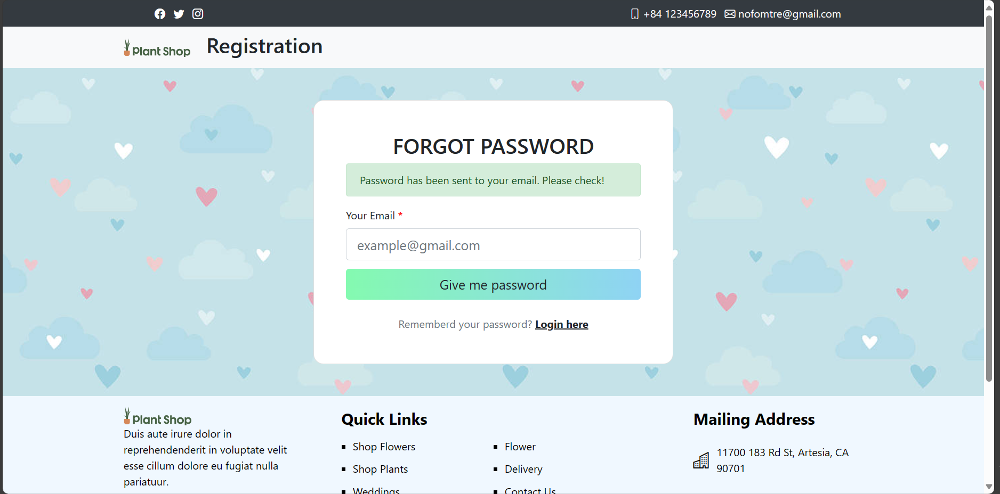 +84 123456789 nofomtre@gmail.com
Plant Shop Registration
FORGOT PASSWORD
Password has been sent to your email. Please check!
Your Email *
example@gmail.com
Give me password
Rememberd your password? Login here
Plant Shop
Duis aute irure dolor in
reprehendenderit in voluptate velit
esse cillum dolore eu fugiat nulla
pariatuur.
Quick Links
Shop Flowers
Shop Plants
Weddings
Flower
Delivery
Contact Us
Mailing Address
11700 183 Rd St, Artesia, CA
90701